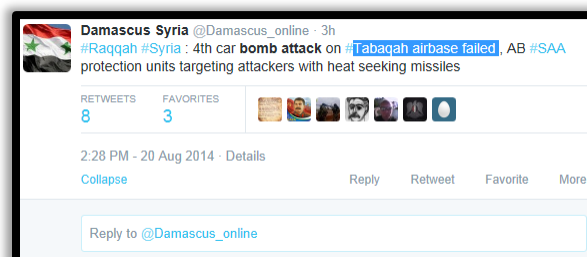 Damascus Syria @Damascus_online · 3h
#Raqqah #Syria : 4th car bomb attack on #Tabaqah airbase failed , AB #SAA
protection units targeting attackers with heat seeking missiles
RETWEETS FAVORITES
8 3
2:28 PM - 20 Aug 2014 · Details
Collapse Reply Retweet Favorite More
Reply to @Damascus_online